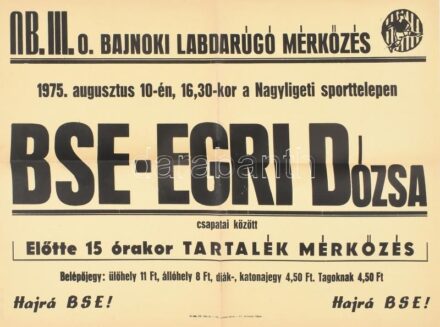 NB. III. o. BAJNOKI LABDARÚGÓ MÉRKŐZÉS
1975. augusztus 10-én, 16,30-kor a Nagyligeti sporttelepen
BSE-EGRI DÓZSA
csapatai között
Előtte 15 órakor TARTALÉK MÉRKŐZÉS
Belépőjegy: ülőhely 11 Ft, állóhely 8 Ft, diák-, katonajegy 4,50 Ft. Tagoknak 4,50 Ft
Hajrá BSE! Hajrá BSE!